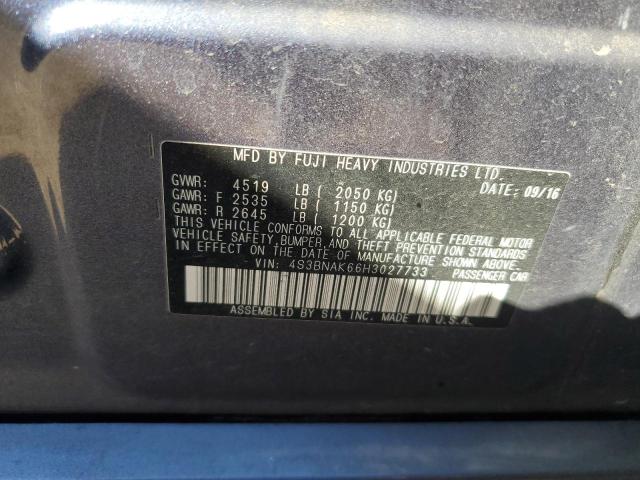 MFD BY FUJI HEAVY INDUSTRIES LTD.
GVWR: 4519 LB ( 2050 KG) DATE: 09/16
GAWR: F 2535 LB ( 1150 KG)
GAWR: R 2645 LB ( 1200 KG)
THIS VEHICLE CONFORMS TO ALL APPLICABLE FEDERAL MOTOR
VEHICLE SAFETY, BUMPER, AND THEFT PREVENTION STANDARDS
IN EFFECT ON THE DATE OF MANUFACTURE SHOWN ABOVE.
VIN: 4S3BNAK66H3027733 PASSENGER CAR
ASSEMBLED BY SIA INC. MADE IN U.S.A.